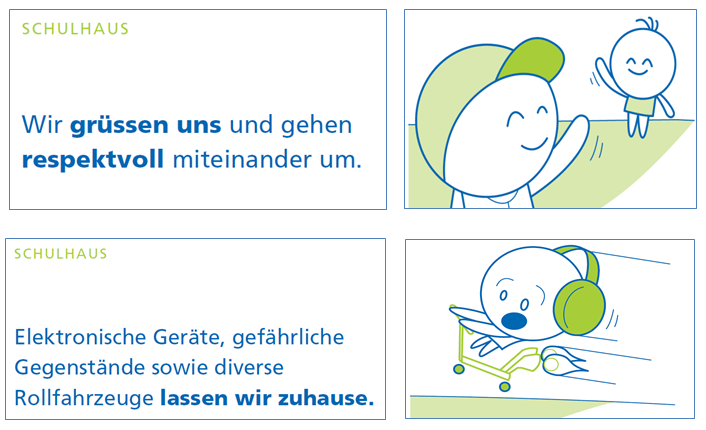 SCHULHAUS
Wir grüssen uns und gehen
respektvoll miteinander um.
SCHULHAUS
Elektronische Geräte, gefährliche
Gegenstände sowie diverse
Rollfahrzeuge lassen wir zuhause.